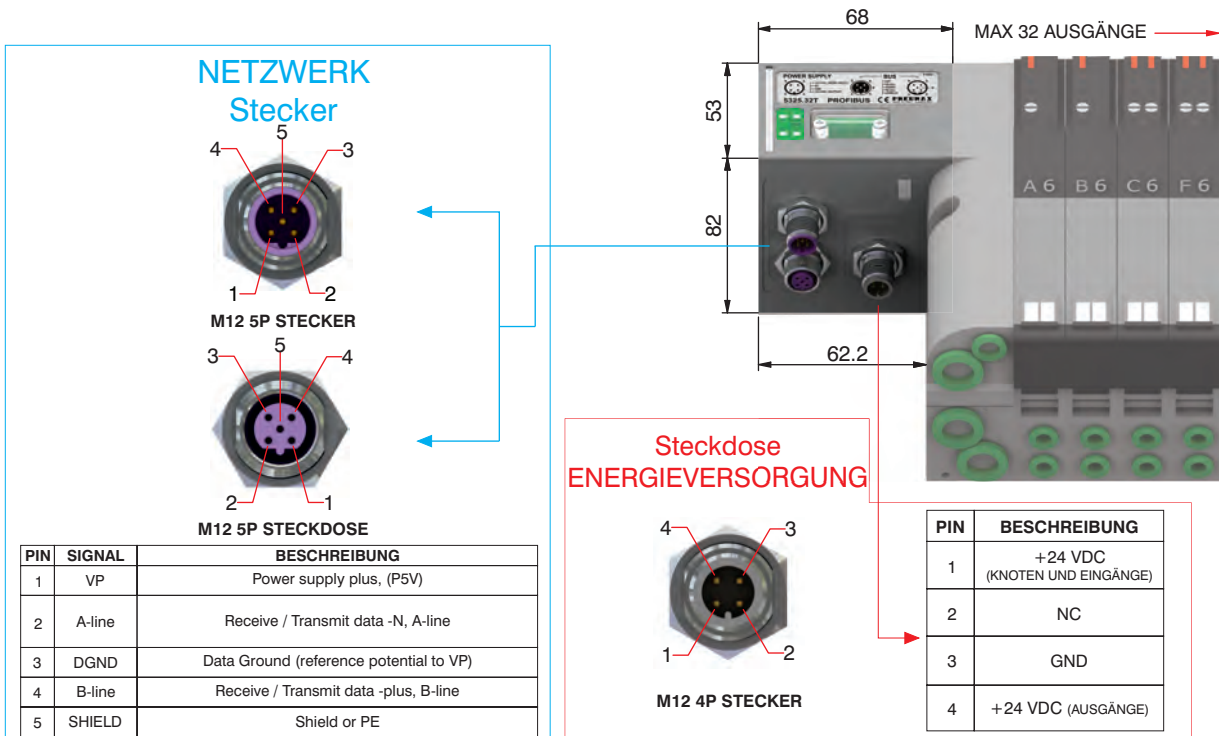 NETZWERK
Stecker
5
4
3
1
2
M12 5P STECKER
5
3
4
2
1
M12 5P STECKDOSE
PIN SIGNAL BESCHREIBUNG
1 VP Power supply plus, (P5V)
2 A-line Receive / Transmit data -N, A-line
3 DGND Data Ground (reference potential to VP)
4 B-line Receive / Transmit data -plus, B-line
5 SHIELD Shield or PE
68
MAX 32 AUSGÄNGE
53
82
62.2
POWER SUPPLY
BUS
5325.32T PROFIBUS CE PNEUMAX
A 6 B 6 C 6 F 6
Steckdose
ENERGIEVERSORGUNG
4
3
1
2
M12 4P STECKER
PIN BESCHREIBUNG
1 +24 VDC
(KNOTEN UND EINGÄNGE)
2 NC
3 GND
4 +24 VDC (AUSGÄNGE)